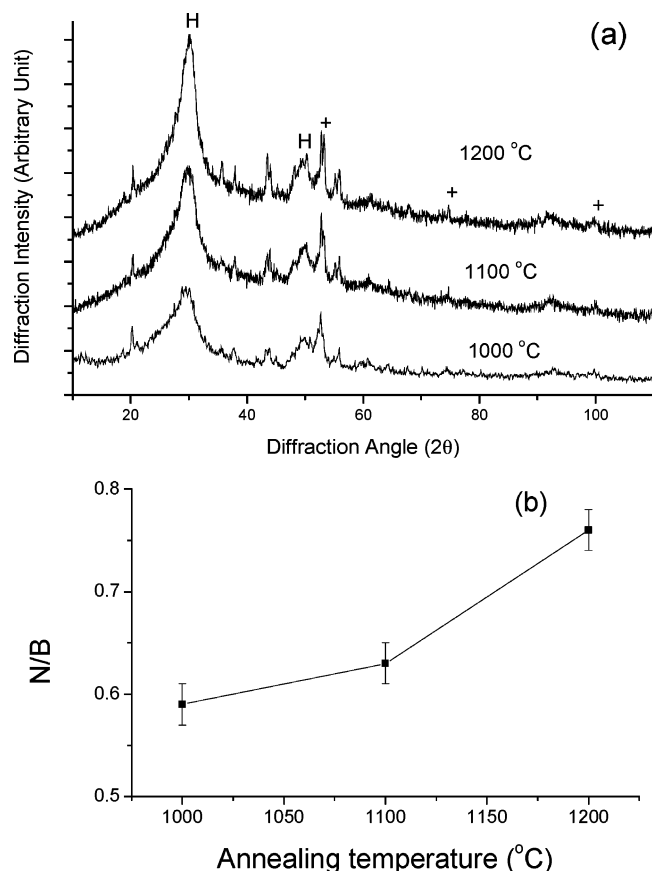 H
(a)
Diffraction Intensity (Arbitrary Unit)
H
+
1200 °C
+
+
1100 °C
1000 °C
20 40 60 80 100
Diffraction Angle (2θ)
0.8
(b)
0.7
N/B
0.6
0.5
1000 1050 1100 1150 1200
Annealing temperature (°C)